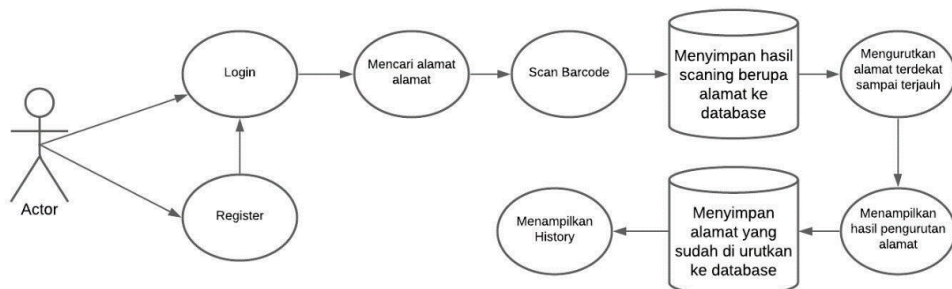 Actor
Login
Register
Mencari alamat
alamat
Scan Barcode
Menyimpan hasil
scaning berupa
alamat ke
database
Mengurutkan
alamat terdekat
sampai terjauh
Menampilkan
hasil pengurutan
alamat
Menyimpan
alamat yang
sudah di urutkan
ke database
Menampilkan
History